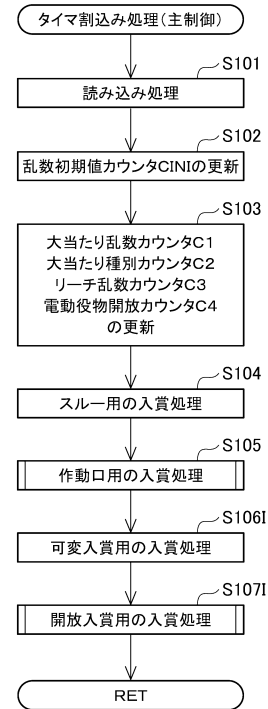 タイマ割込み処理（主制御）
S101
読み込み処理
S102
乱数初期値カウンタCINIの更新
S103
大当たり乱数カウンタC1
大当たり種別カウンタC2
リーチ乱数カウンタC3
電動役物開放カウンタC4
の更新
S104
スルー用の入賞処理
S105
作動口用の入賞処理
S106I
可変入賞用の入賞処理
S107I
開放入賞用の入賞処理
RET